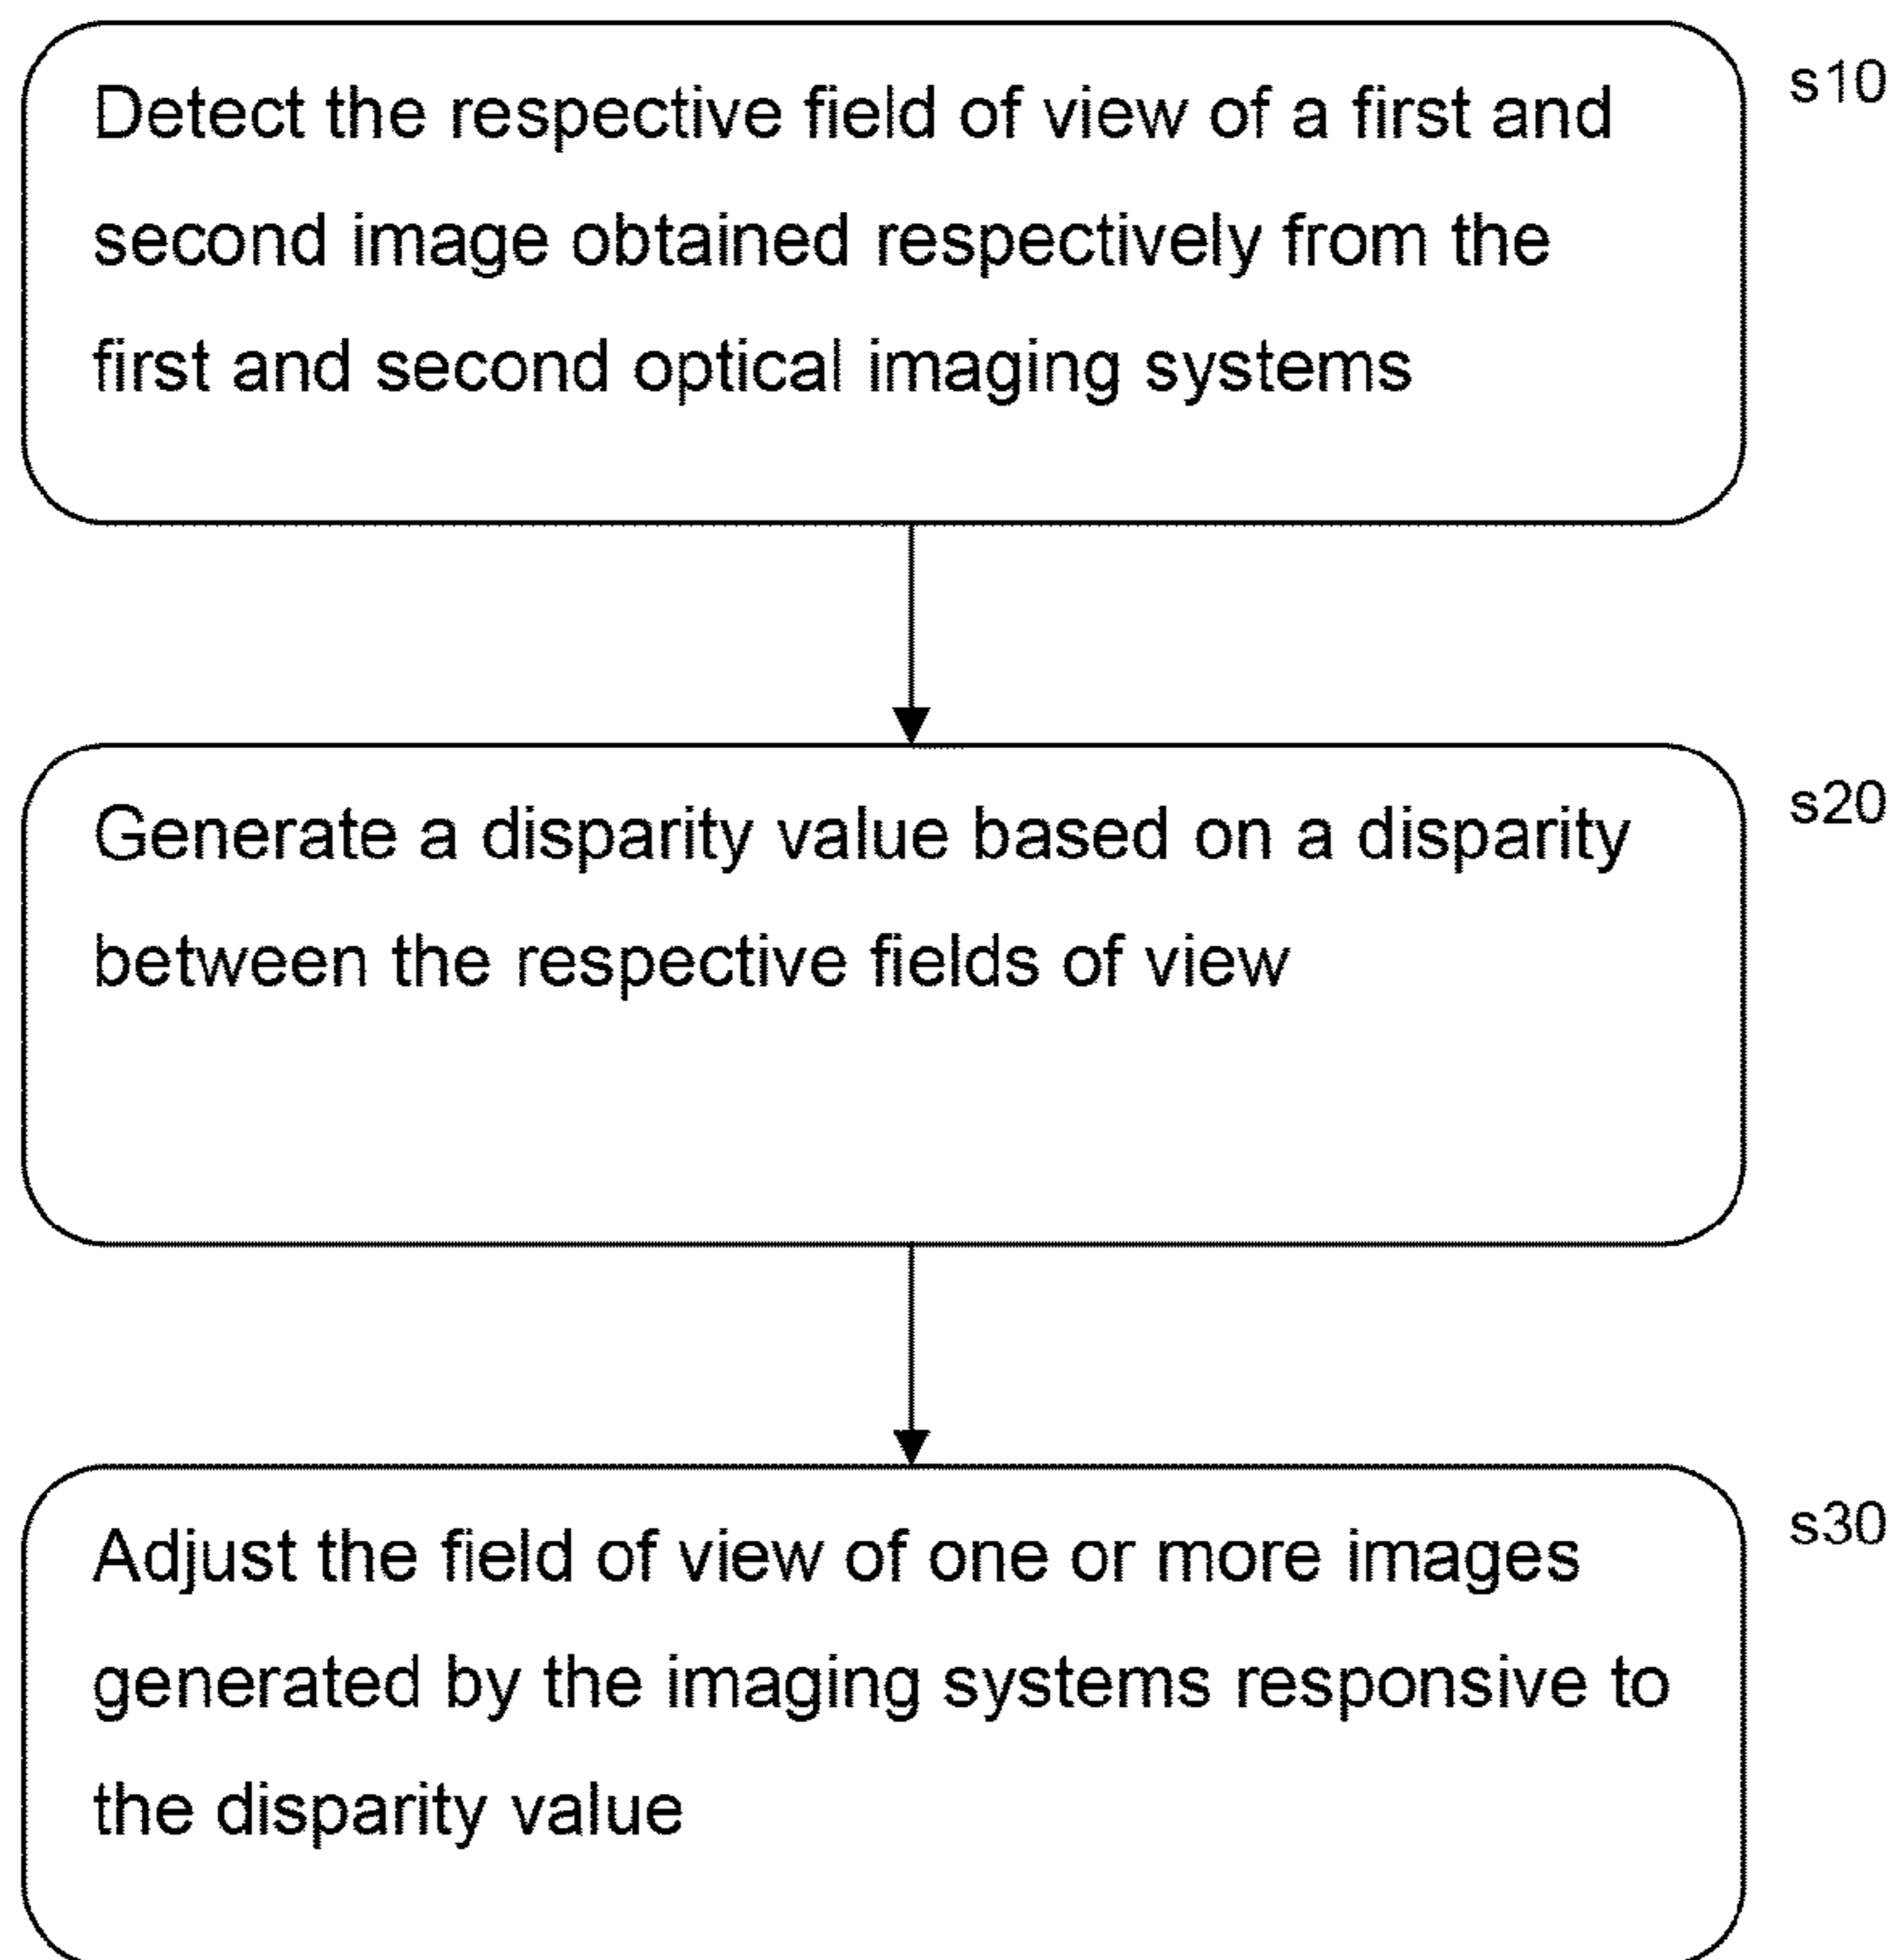 Detect the respective field of view of a first and
s10
second image obtained respectively from the
first and second optical imaging systems
Generate a disparity value based on a disparity
s20
between the respective fields of view
Adjust the field of view of one or more images
s30
generated by the imaging systems responsive to
the disparity value